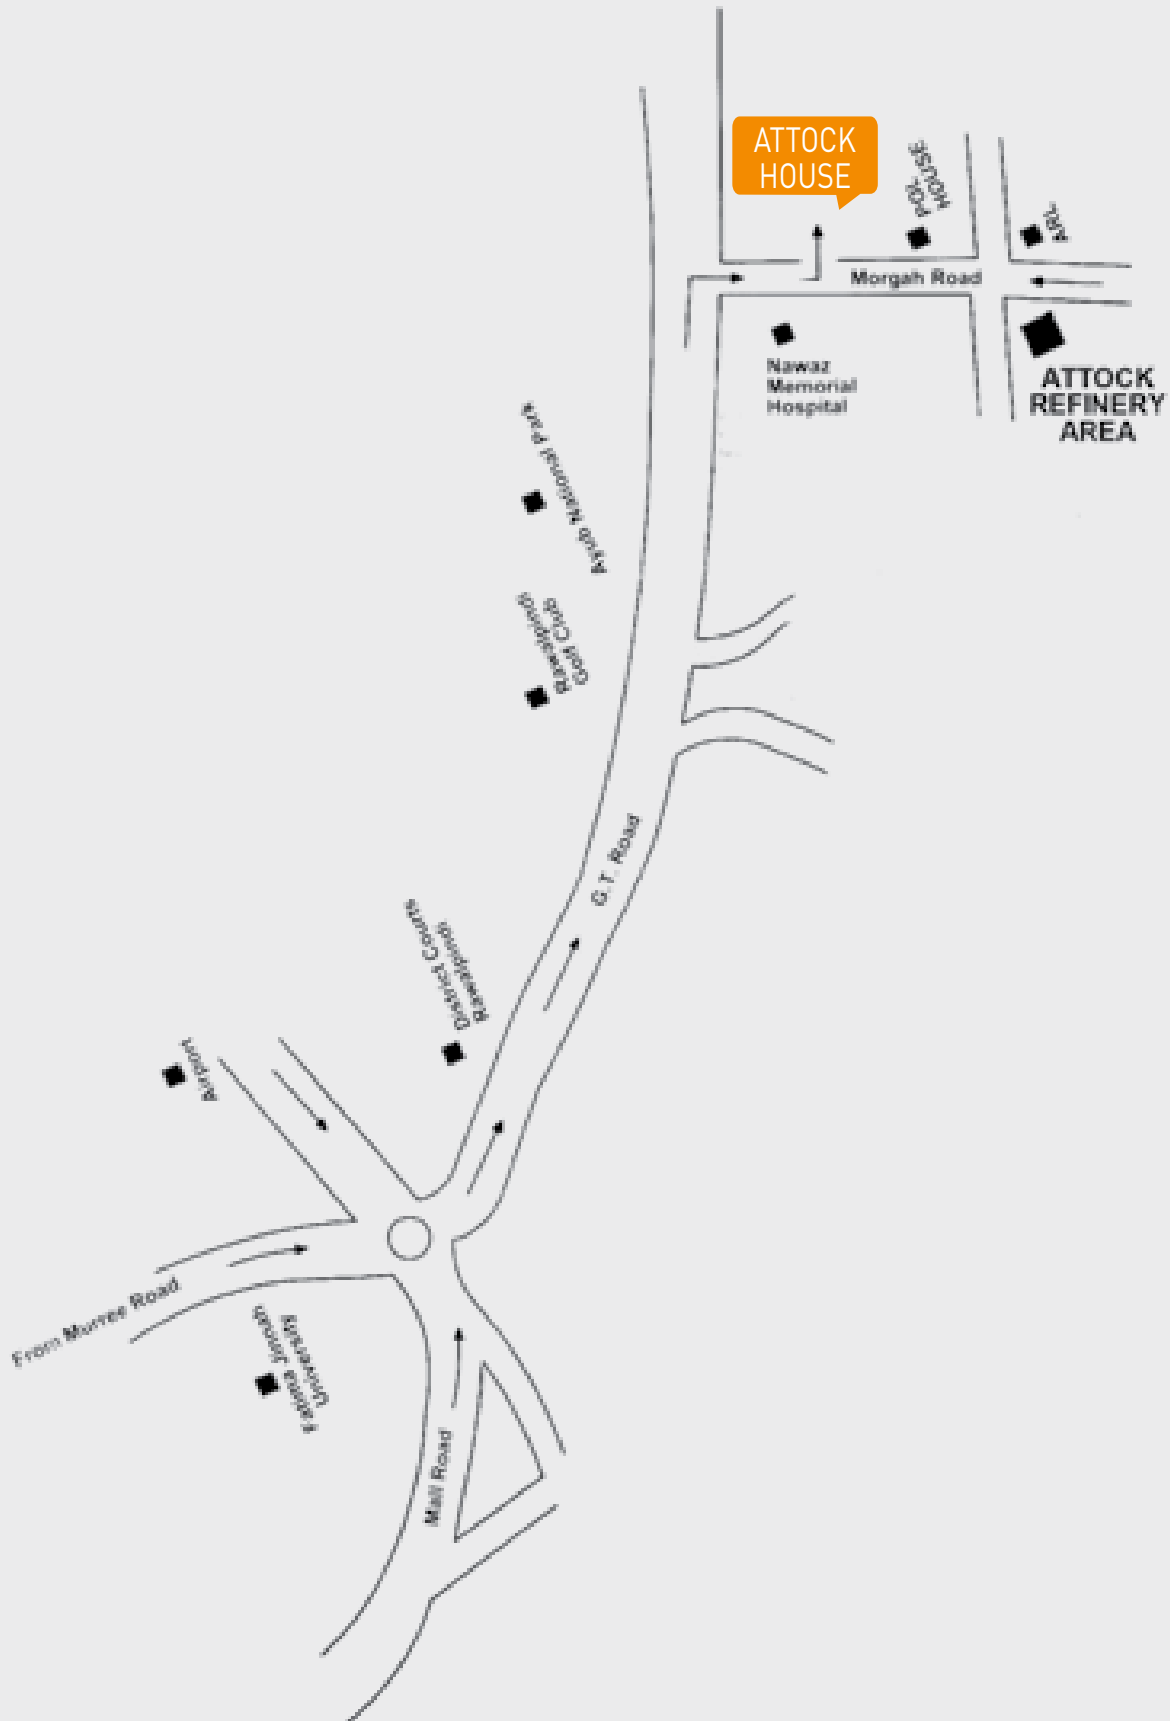 ATTOCK
HOUSE
POL
HOUSE
ARL
Morgah Road
Nawaz
Memorial
Hospital
ATTOCK
REFINERY
AREA
Ayub National Park
Rawalpindi
Golf Club
G.T. Road
District Courts
Rawalpindi
Airport
From Murree Road
Fatima Jinnah
University
Mall Road